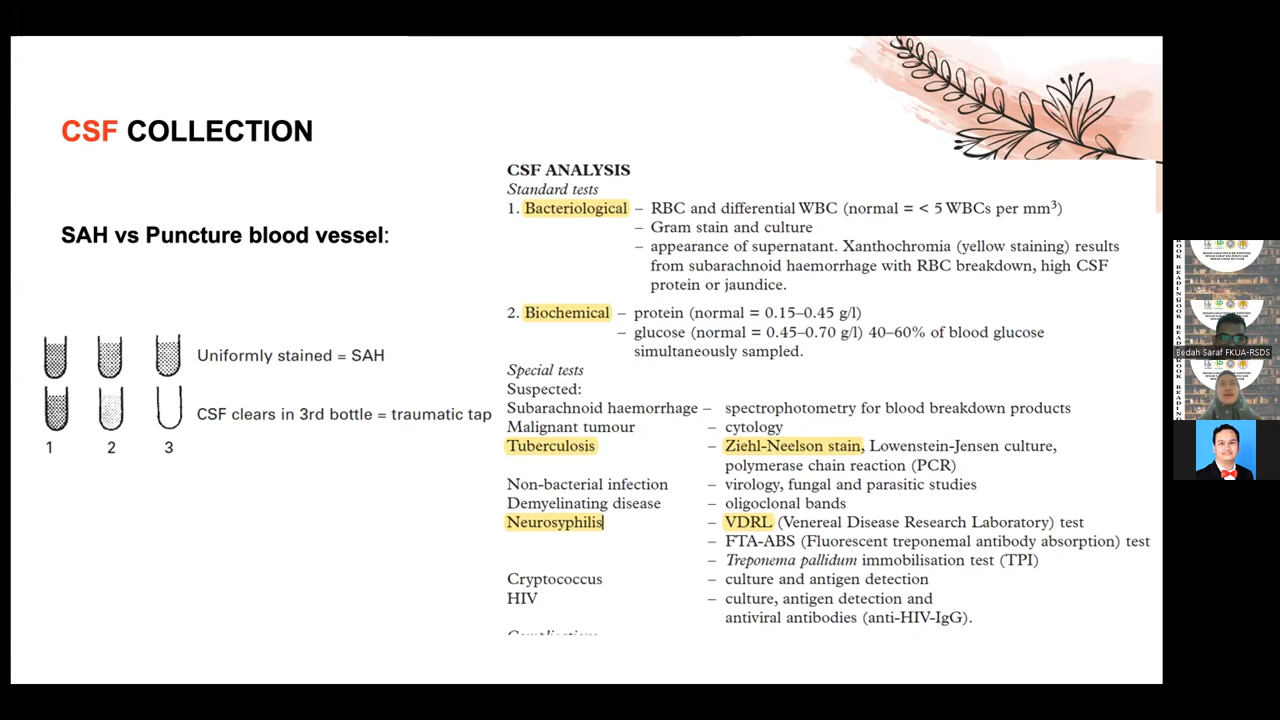 CSF COLLECTION
SAH vs Puncture blood vessel:
Uniformly stained = SAH
CSF clears in 3rd bottle = traumatic tap
1 2 3
CSF ANALYSIS
Standard tests
1. Bacteriological – RBC and differential WBC (normal = < 5 WBCs per mm³)
– Gram stain and culture
– appearance of supernatant. Xanthochromia (yellow staining) results
from subarachnoid haemorrhage with RBC breakdown, high CSF
protein or jaundice.
2. Biochemical – protein (normal = 0.15–0.45 g/l)
– glucose (normal = 0.45–0.70 g/l) 40–60% of blood glucose
simultaneously sampled.
Special tests
Suspected:
Subarachnoid haemorrhage – spectrophotometry for blood breakdown products
Malignant tumour – cytology
Tuberculosis – Ziehl-Neelson stain, Lowenstein-Jensen culture,
polymerase chain reaction (PCR)
Non-bacterial infection – virology, fungal and parasitic studies
Demyelinating disease – oligoclonal bands
Neurosyphilis – VDRL (Venereal Disease Research Laboratory) test
– FTA-ABS (Fluorescent treponemal antibody absorption) test
– Treponema pallidum immobilisation test (TPI)
Cryptococcus – culture and antigen detection
HIV – culture, antigen detection and
antiviral antibodies (anti-HIV-IgG).
Bedah Saraf FKUA-RSDS